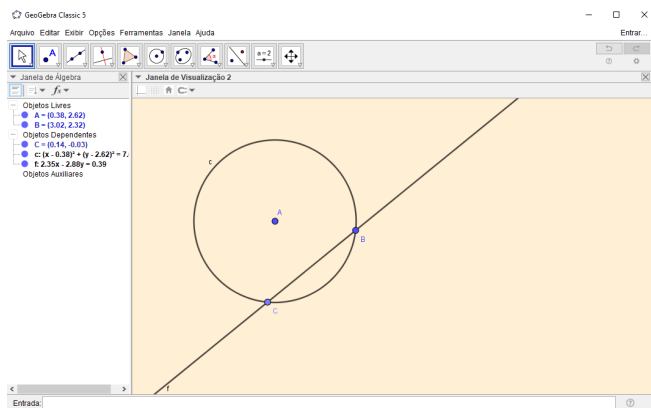 GeoGebra Classic 5
Arquivo Editar Exibir Opções Ferramentas Janela Ajuda
Entrar...
A
α
a=2
Janela de Álgebra
Janela de Visualização 2
fx
Objetos Livres
A = (0.38, 2.62)
B = (3.02, 2.32)
Objetos Dependentes
C = (0.14, -0.03)
c: (x - 0.38)² + (y - 2.62)² = 7.
f: 2.35x - 2.88y = 0.39
Objetos Auxiliares
c
A
B
C
f
Entrada: